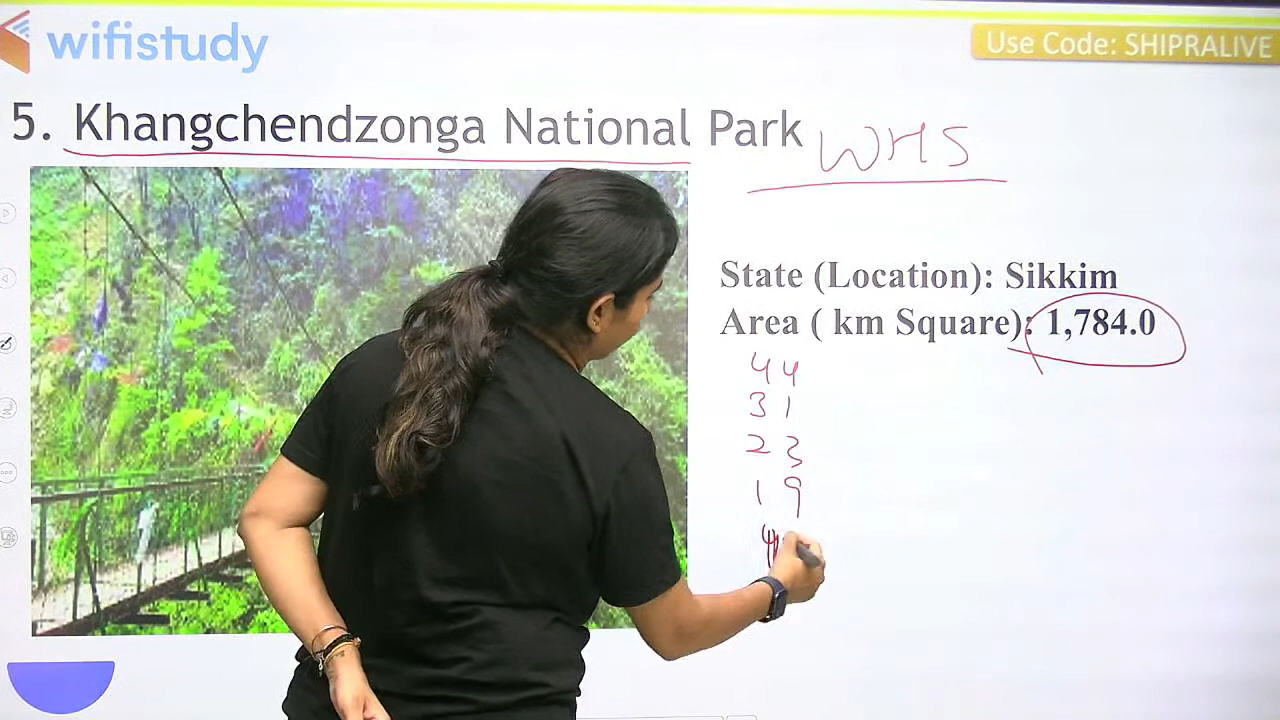 wifistudy
Use Code: SHIPRALIVE
5. Khangchendzonga National Park
WHS
State (Location): Sikkim
Area ( km Square): 1,784.0
44
31
23
19